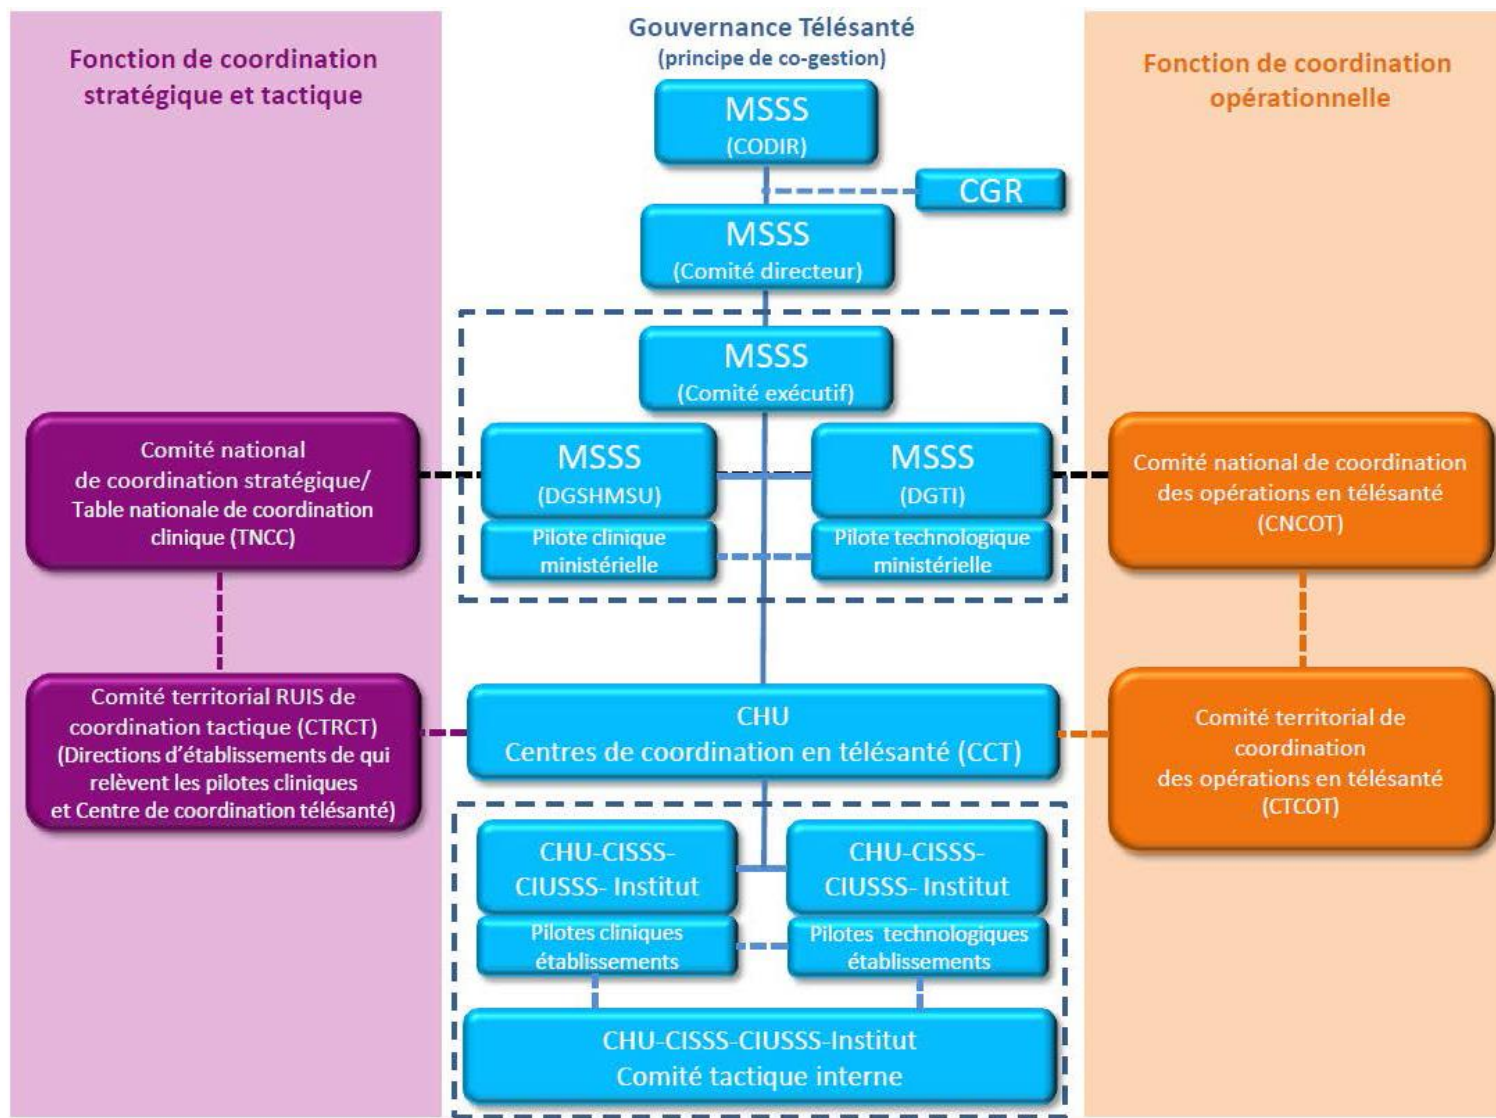 Fonction de coordination
stratégique et tactique
Gouvernance Télésanté
(principe de co-gestion)
Fonction de coordination
opérationnelle
MSSS
(CODIR)
CGR
MSSS
(Comité directeur)
MSSS
(Comité exécutif)
Comité national
de coordination stratégique/
Table nationale de coordination
clinique (TNCC)
MSSS
(DGSHMSU)
Pilote clinique
ministérielle
MSSS
(DGTI)
Pilote technologique
ministérielle
Comité national de coordination
des opérations en télésanté
(CNCOT)
Comité territorial RUIS de
coordination tactique (CTRCT)
(Directions d'établissements de qui
relèvent les pilotes cliniques
et Centre de coordination télésanté)
CHU
Centres de coordination en télésanté (CCT)
Comité territorial de
coordination
des opérations en télésanté
(CTCOT)
CHU-CISSS-
CIUSSS- Institut
Pilotes cliniques
établissements
CHU-CISSS-
CIUSSS- Institut
Pilotes technologiques
établissements
CHU-CISSS-CIUSSS-Institut
Comité tactique interne